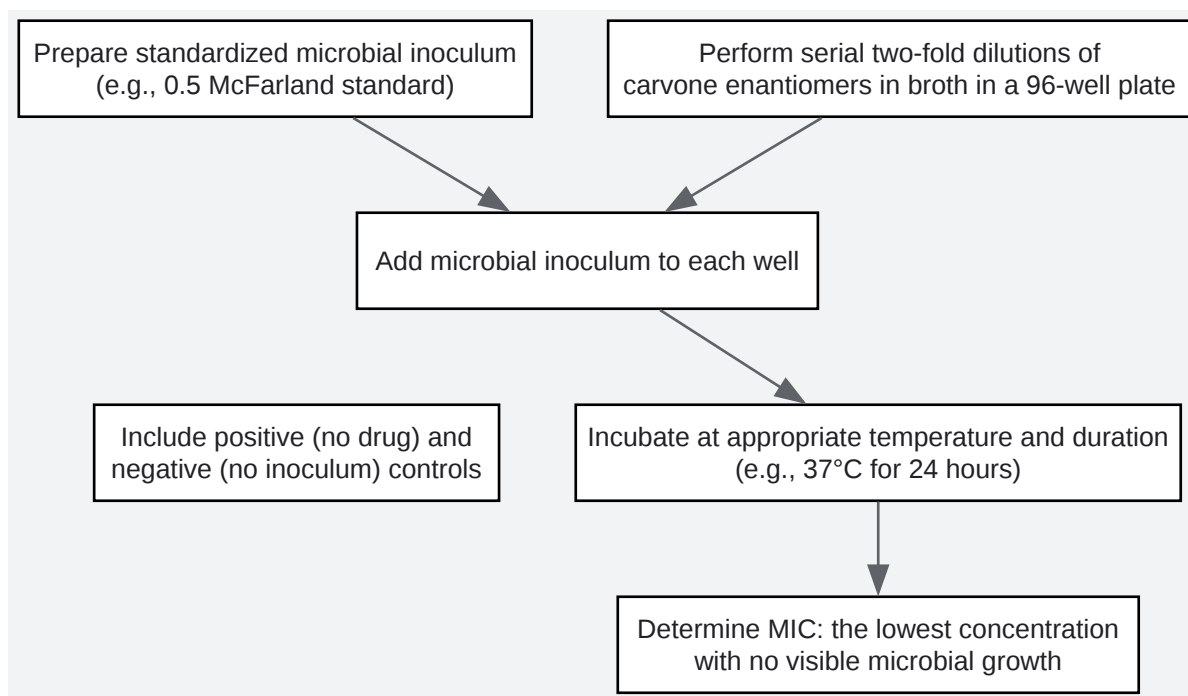 Prepare standardized microbial inoculum
(e.g., 0.5 McFarland standard)
Perform serial two-fold dilutions of
carvone enantiomers in broth in a 96-well plate
Add microbial inoculum to each well
Include positive (no drug) and
negative (no inoculum) controls
Incubate at appropriate temperature and duration
(e.g., 37°C for 24 hours)
Determine MIC: the lowest concentration
with no visible microbial growth